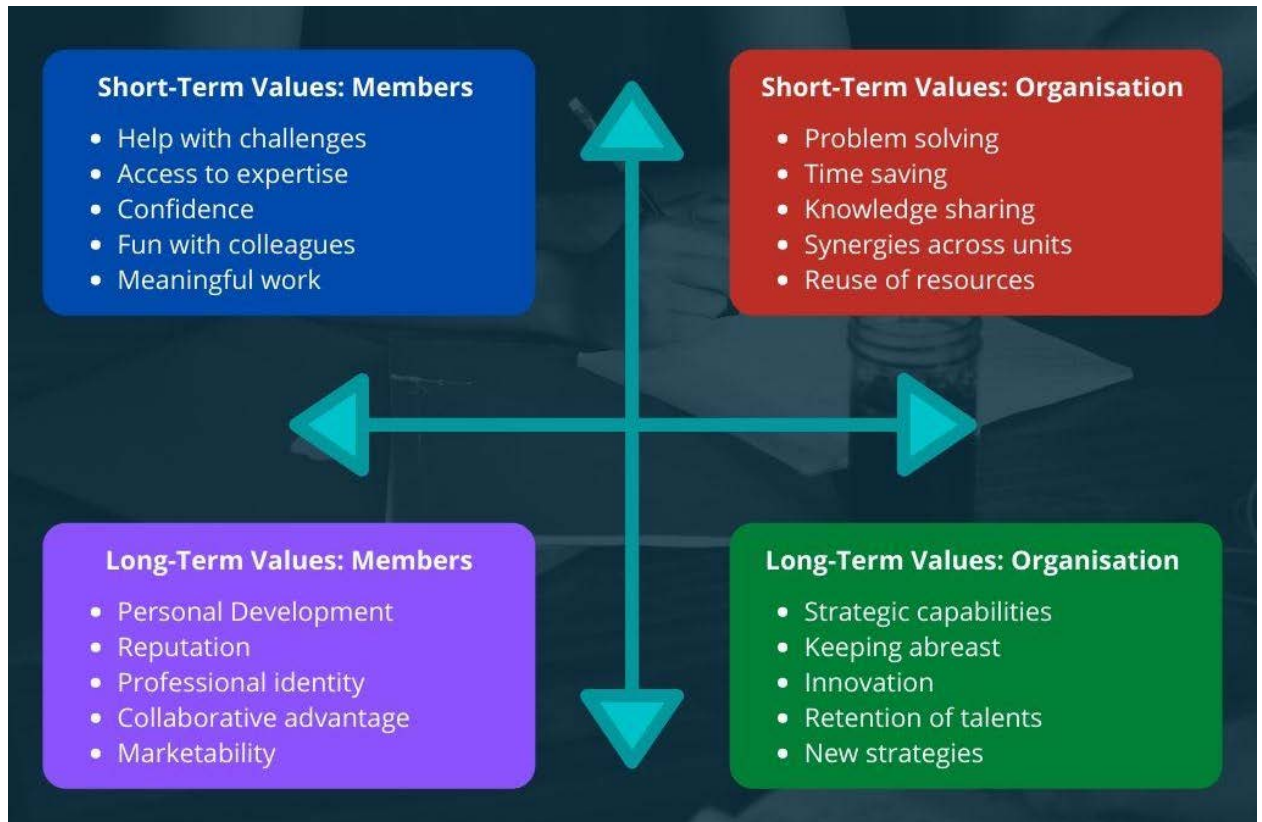 Short-Term Values: Members
• Help with challenges
• Access to expertise
• Confidence
• Fun with colleagues
• Meaningful work
Short-Term Values: Organisation
• Problem solving
• Time saving
• Knowledge sharing
• Synergies across units
• Reuse of resources
Long-Term Values: Members
• Personal Development
• Reputation
• Professional identity
• Collaborative advantage
• Marketability
Long-Term Values: Organisation
• Strategic capabilities
• Keeping abreast
• Innovation
• Retention of talents
• New strategies